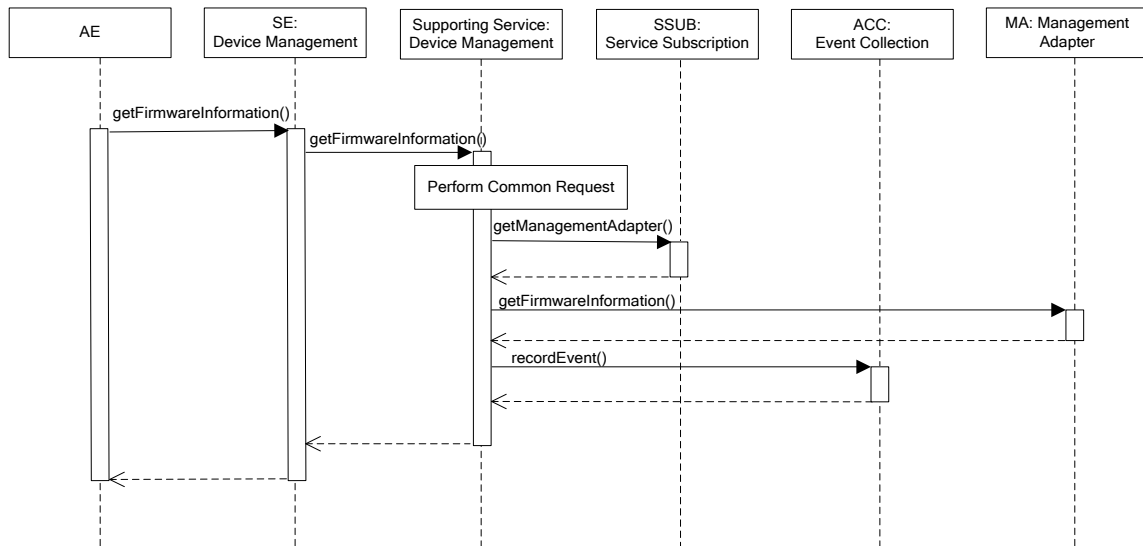 AE
SE:
Device Management
Supporting Service:
Device Management
SSUB:
Service Subscription
ACC:
Event Collection
MA: Management
Adapter
getFirmwareInformation()
getFirmwareInformation()
Perform Common Request
getManagementAdapter()
getFirmwareInformation()
recordEvent()